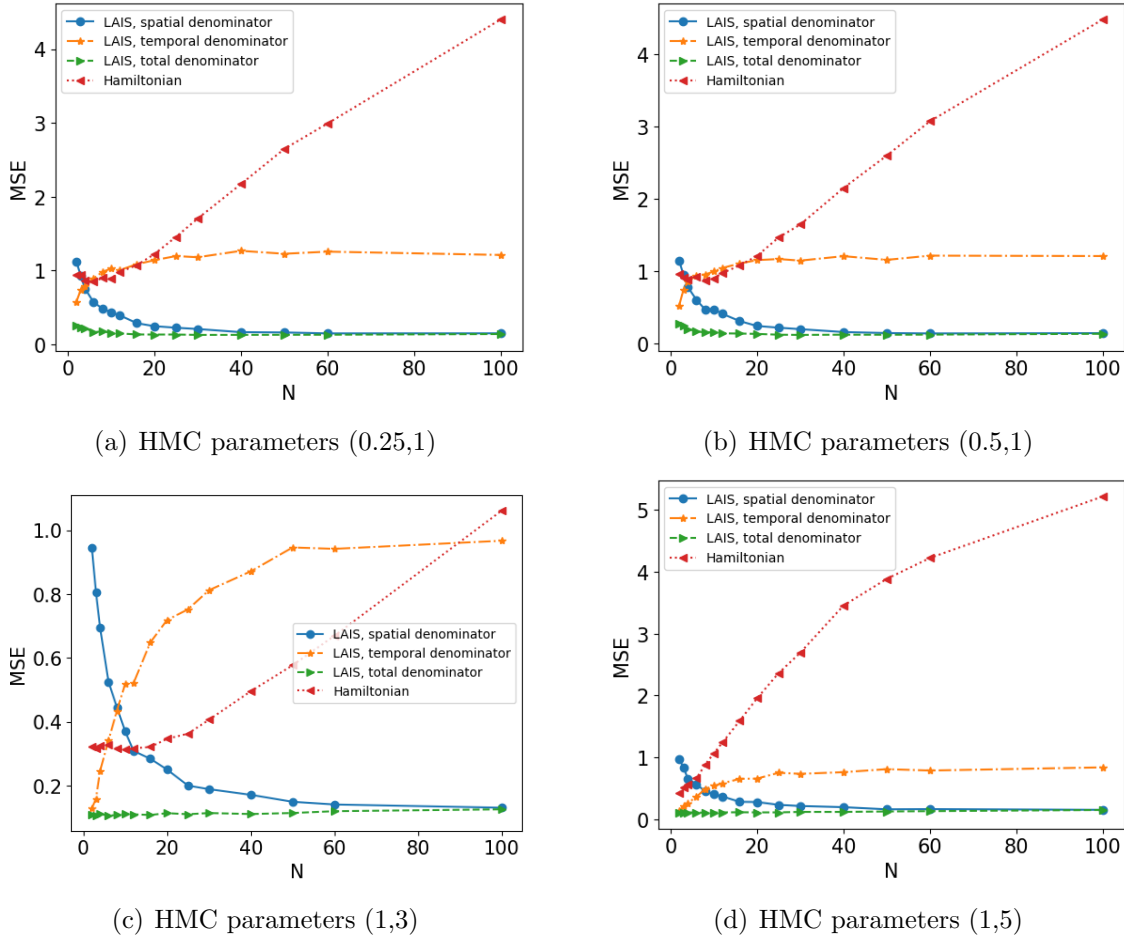 LAIS, spatial denominator
LAIS, temporal denominator
LAIS, total denominator
Hamiltonian
MSE
4
3
2
1
0
0 20 40 60 80 100
N
(a) HMC parameters (0.25,1)
LAIS, spatial denominator
LAIS, temporal denominator
LAIS, total denominator
Hamiltonian
MSE
4
3
2
1
0
0 20 40 60 80 100
N
(b) HMC parameters (0.5,1)
MSE
1.0
0.8
0.6
0.4
0.2
LAIS, spatial denominator
LAIS, temporal denominator
LAIS, total denominator
Hamiltonian
0 20 40 60 80 100
N
(c) HMC parameters (1,3)
LAIS, spatial denominator
LAIS, temporal denominator
LAIS, total denominator
Hamiltonian
MSE
5
4
3
2
1
0
0 20 40 60 80 100
N
(d) HMC parameters (1,5)